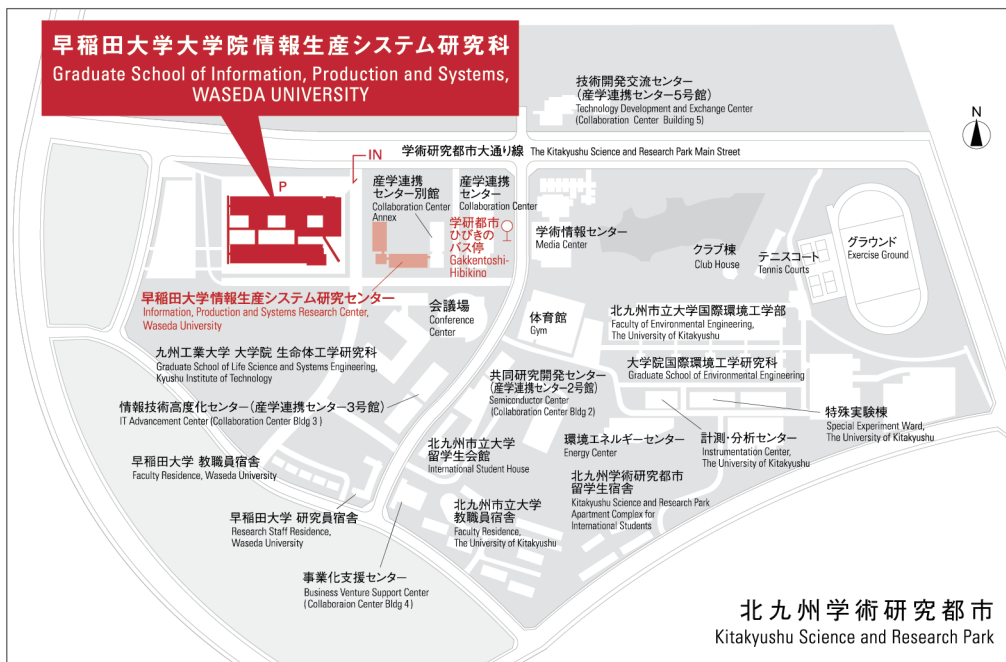 早稲田大学大学院情報生産システム研究科
Graduate School of Information, Production and Systems,
WASEDA UNIVERSITY
技術開発交流センター
(産学連携センター5号館)
Technology Development and Exchange Center
(Collaboration Center Building 5)
N
学術研究都市大通り線 The Kitakyushu Science and Research Park Main Street
IN
P
産学連携
センター別館
Collaboration Center
Annex
産学連携
センター
Collaboration Center
学研都市
ひびきの
バス停
Gakkentoshi-
Hibikino
学術情報センター
Media Center
クラブ棟
Club House
テニスコート
Tennis Courts
グラウンド
Exercise Ground
早稲田大学情報生産システム研究センター
Information, Production and Systems Research Center,
Waseda University
会議場
Conference
Center
体育館
Gym
北九州市立大学国際環境工学部
Faculty of Environmental Engineering,
The University of Kitakyushu
九州工業大学 大学院 生命体工学研究科
Graduate School of Life Science and Systems Engineering,
Kyushu Institute of Technology
大学院国際環境工学研究科
Graduate School of Environmental Engineering
共同研究開発センター
(産学連携センター2号館)
Semiconductor Center
(Collaboration Center Bldg 2)
情報技術高度化センター(産学連携センター3号館)
IT Advancement Center (Collaboration Center Bldg 3 )
特殊実験棟
Special Experiment Ward,
The University of Kitakyushu
環境エネルギーセンター
Energy Center
計測・分析センター
Instrumentation Center,
The University of Kitakyushu
北九州市立大学
留学生会館
International Student House
早稲田大学 教職員宿舎
Faculty Residence, Waseda University
北九州学術研究都市
留学生宿舎
Kitakyushu Science and Research Park
Apartment Complex for
International Students
北九州市立大学
教職員宿舎
Faculty Residence,
The University of Kitakyushu
早稲田大学 研究員宿舎
Research Staff Residence,
Waseda University
事業化支援センター
Business Venture Support Center
(Collaboraion Center Bldg 4 )
北九州学術研究都市
Kitakyushu Science and Research Park